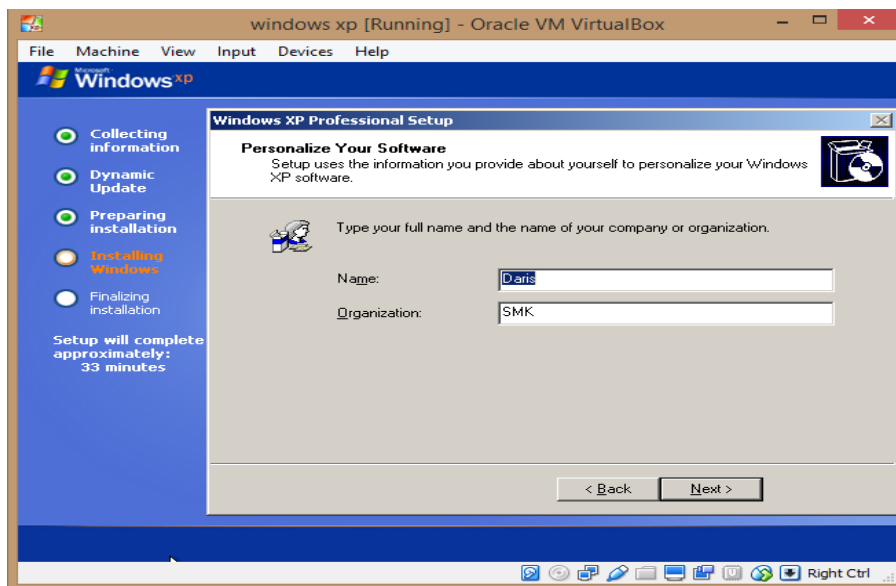 windows xp [Running] - Oracle VM VirtualBox
File Machine View Input Devices Help
Microsoft
Windows xp
Collecting
information
Dynamic
Update
Preparing
installation
Installing
Windows
Finalizing
installation
Setup will complete
approximately:
33 minutes
Windows XP Professional Setup
Personalize Your Software
Setup uses the information you provide about yourself to personalize your Windows
XP software.
Type your full name and the name of your company or organization.
Name: Daris
Organization: SMK
< Back Next >
Right Ctrl